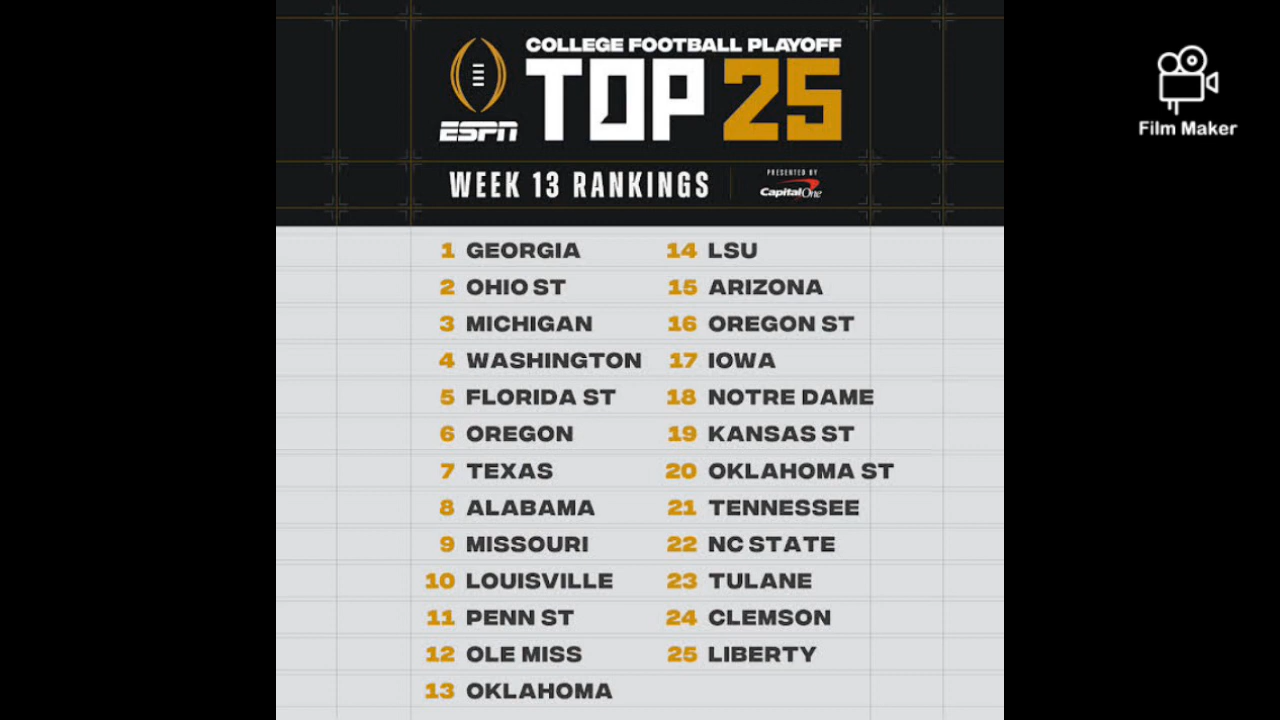 COLLEGE FOOTBALL PLAYOFF
TOP 25
ESPN
WEEK 13 RANKINGS
PRESENTED BY
Capital One
Film Maker
1 GEORGIA
2 OHIO ST
3 MICHIGAN
4 WASHINGTON
5 FLORIDA ST
6 OREGON
7 TEXAS
8 ALABAMA
9 MISSOURI
10 LOUISVILLE
11 PENN ST
12 OLE MISS
13 OKLAHOMA
14 LSU
15 ARIZONA
16 OREGON ST
17 IOWA
18 NOTRE DAME
19 KANSAS ST
20 OKLAHOMA ST
21 TENNESSEE
22 NC STATE
23 TULANE
24 CLEMSON
25 LIBERTY